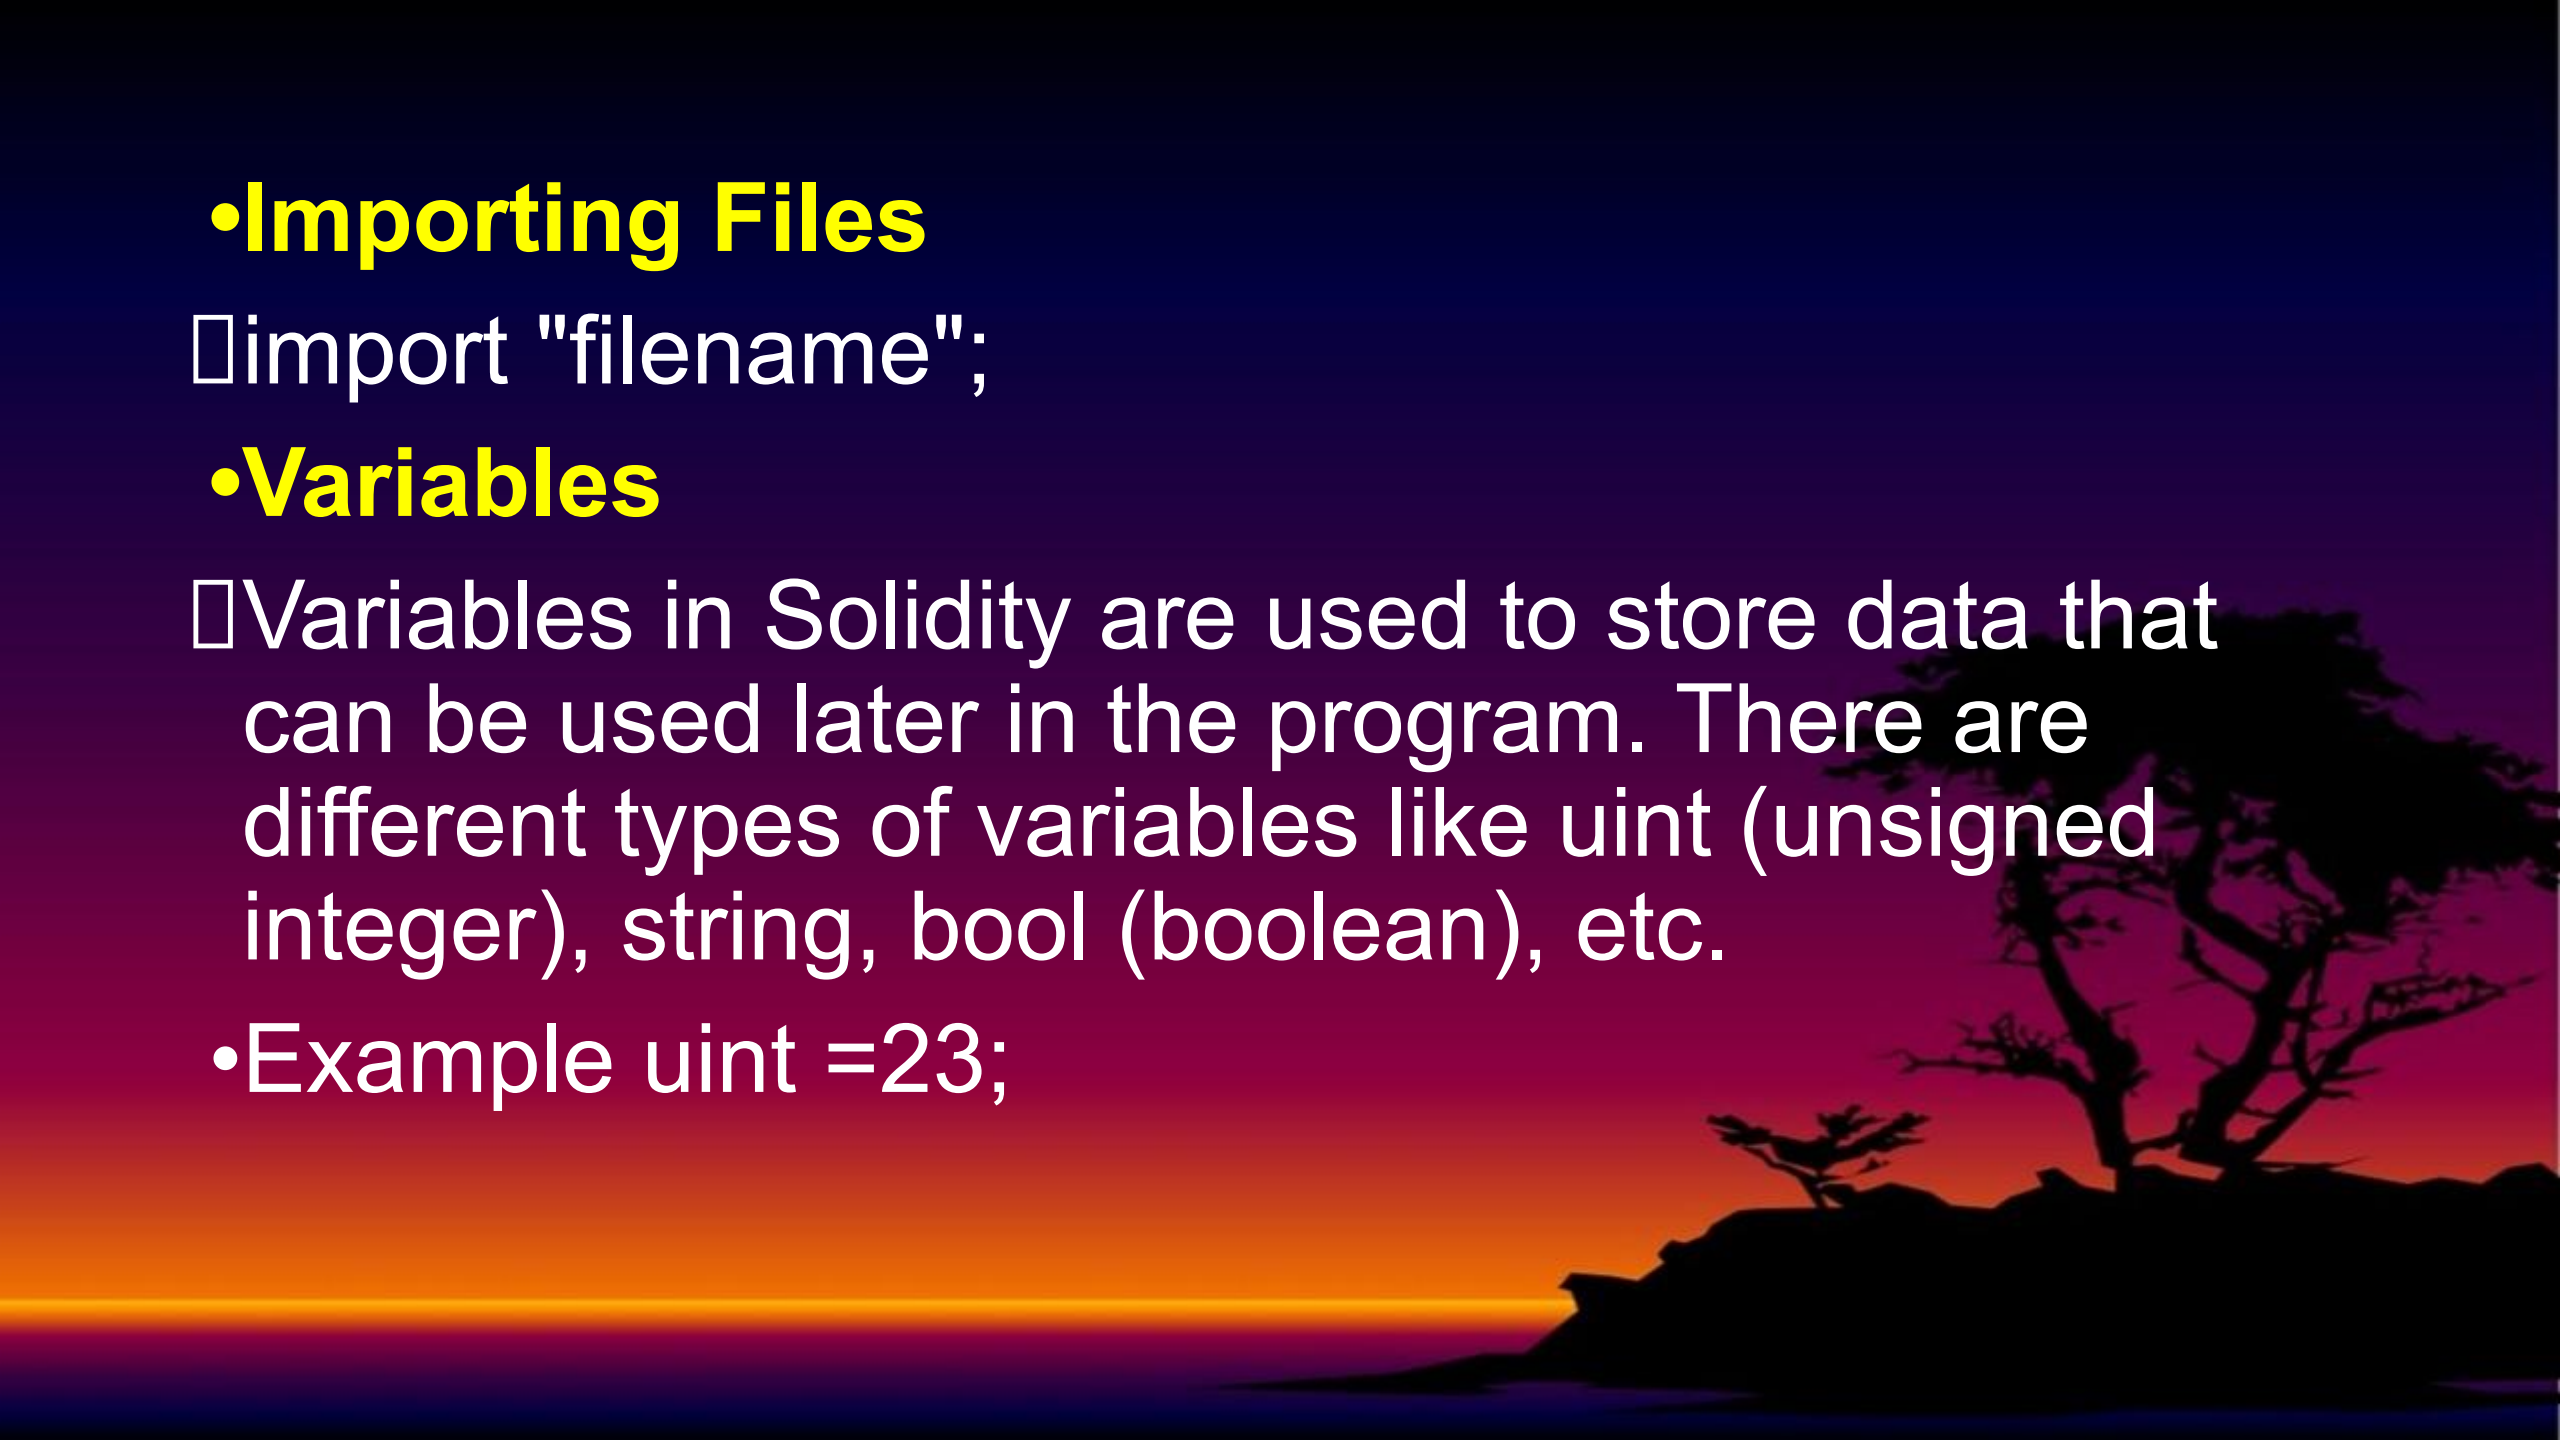 •Importing Files
import "filename";
•Variables
Variables in Solidity are used to store data that
can be used later in the program. There are
different types of variables like uint (unsigned
integer), string, bool (boolean), etc.
•Example uint =23;